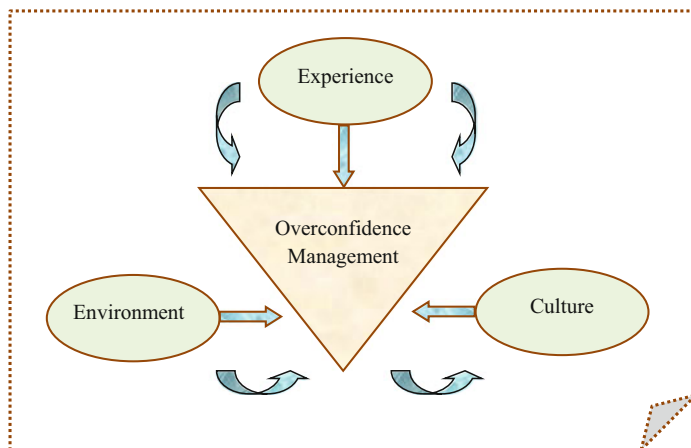 Experience
Overconfidence
Management
Environment
Culture